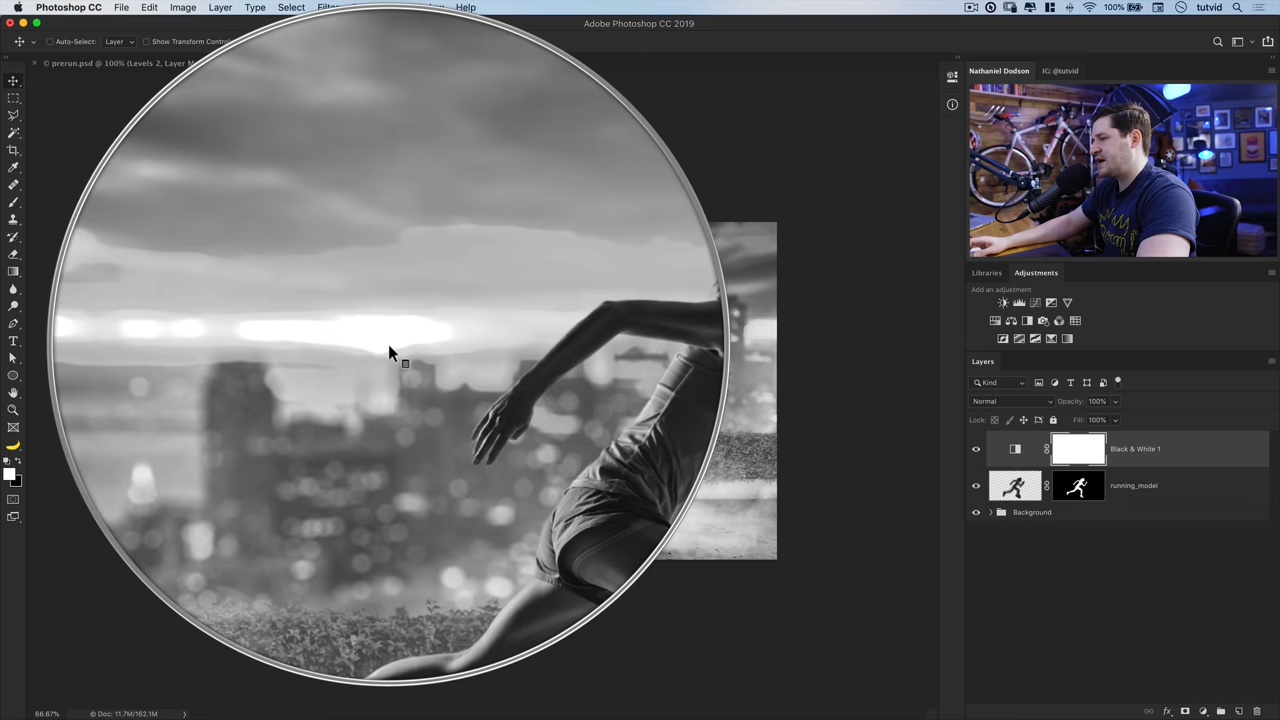 Photoshop CC File Edit Image Layer Type Select Filter Help 100% tutvid
Adobe Photoshop CC 2019
Auto-Select: Layer Show Transform Contro
© prerun.psd @ 100% (Levels 2, Layer M
Nathaniel Dodson IG: @tutvid
Libraries Adjustments
Add an adjustment
Layers
Kind
Normal Opacity: 100%
Lock: Fill: 100%
Black & White 1
running_model
Background
66.67% Doc: 11.7M/162.1M